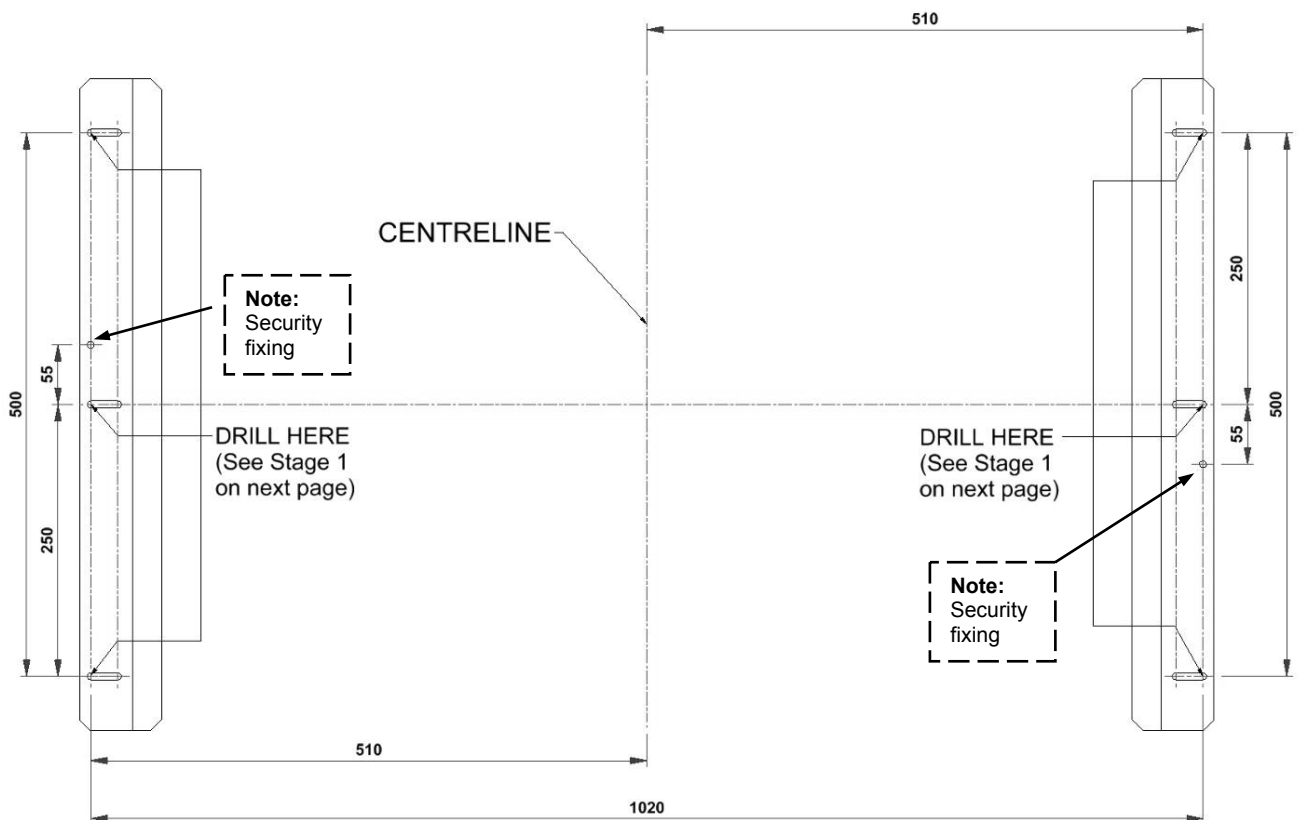 510
CENTRELINE
Note:
Security
fixing
250
55
500
500
55
DRILL HERE
(See Stage 1
on next page)
DRILL HERE
(See Stage 1
on next page)
250
Note:
Security
fixing
510
1020